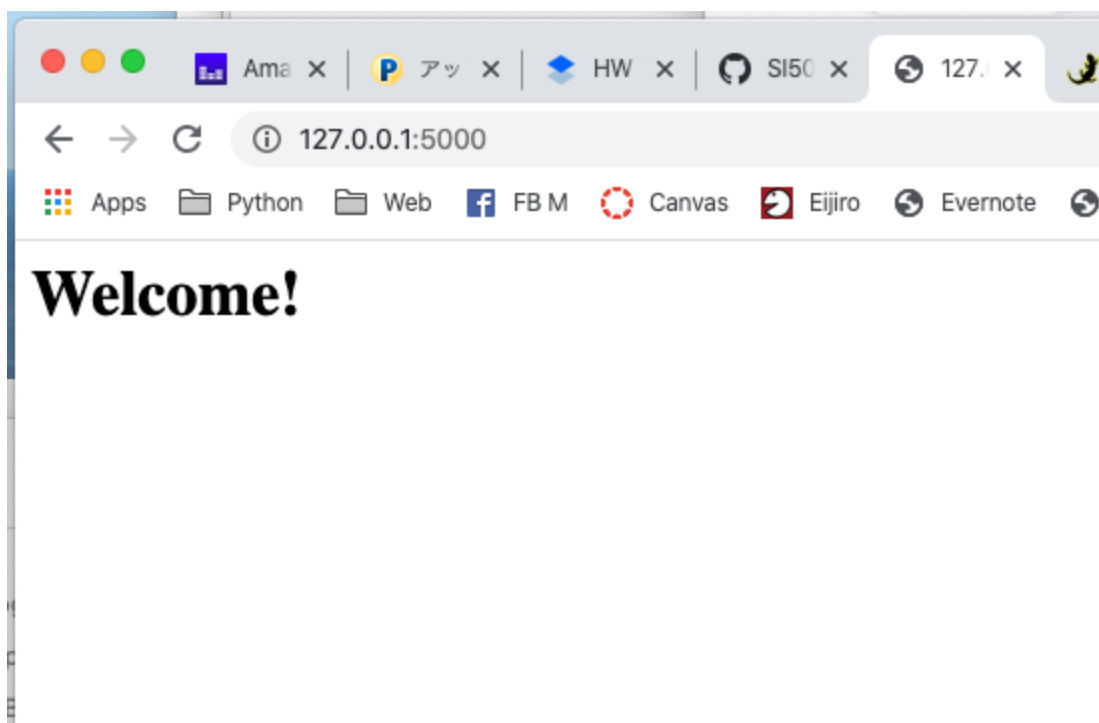 Ama アッ HW SI50 127.
127.0.0.1:5000
Apps Python Web FB M Canvas Eijiro Evernote
Welcome!